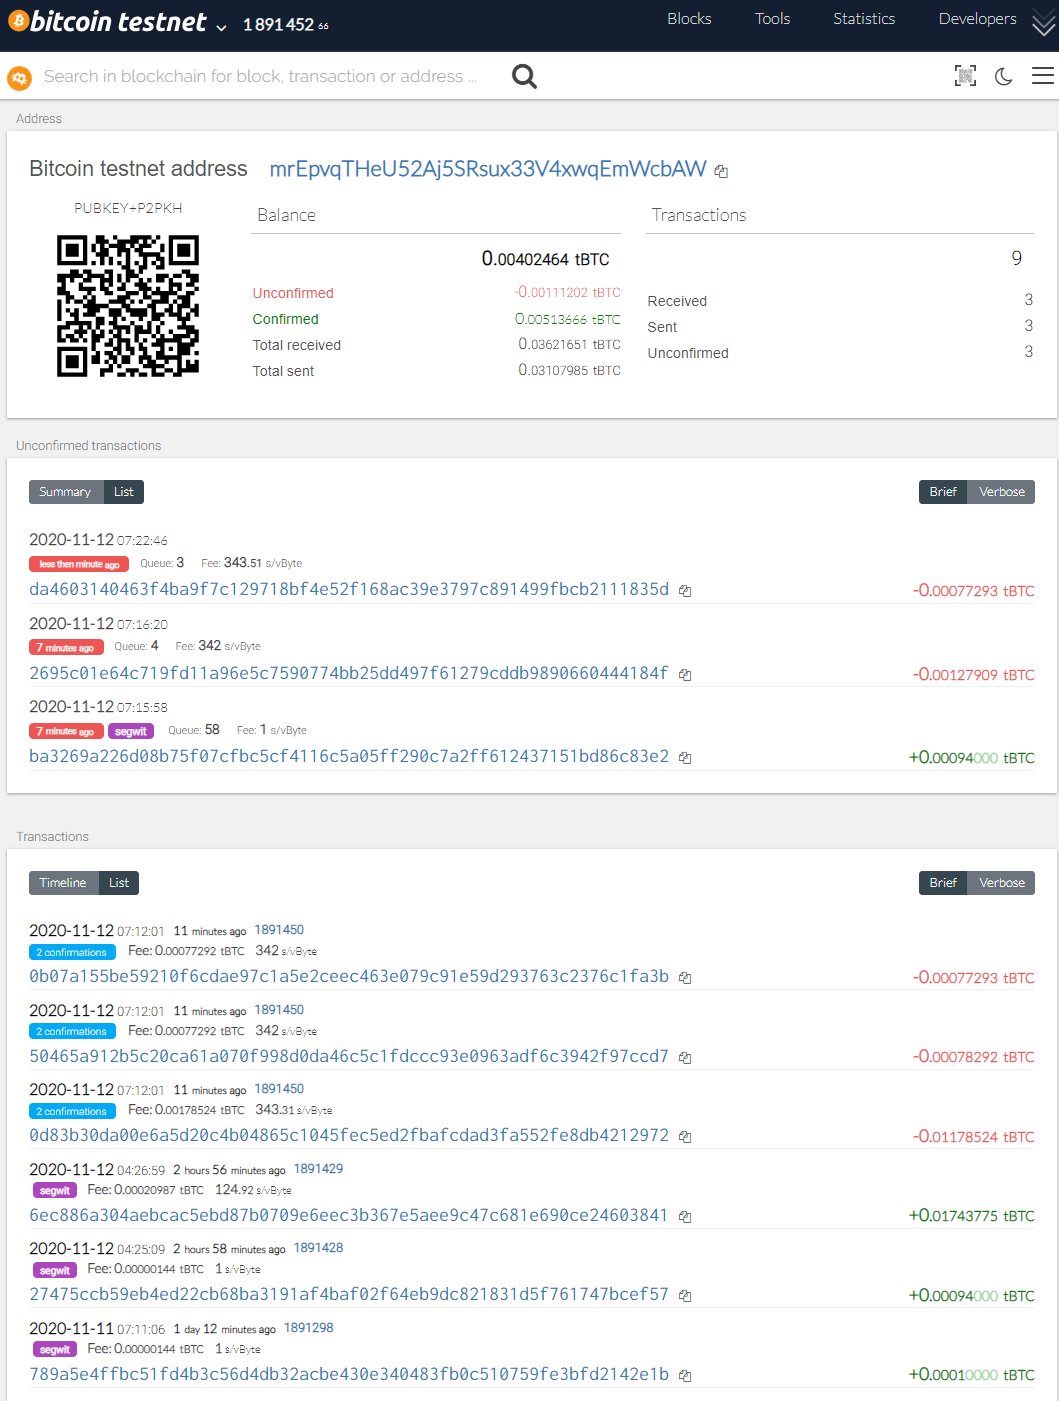 bitcoin testnet 1 891 452 66 Blocks Tools Statistics Developers
Search in blockchain for block, transaction or address ...
Address
Bitcoin testnet address mrEpvqTHeU52Aj5SRsux33V4xwqEmWcbAW
PUBKEY+P2PKH
Balance
0.00402464 tBTC
Unconfirmed -0.00111202 tBTC
Confirmed 0.00513666 tBTC
Total received 0.03621651 tBTC
Total sent 0.03107985 tBTC
Transactions
9
Received 3
Sent 3
Unconfirmed 3
Unconfirmed transactions
Summary List Brief Verbose
2020-11-12 07:22:46
less then minute ago Queue: 3 Fee: 343.51 s/vByte
da4603140463f4ba9f7c129718bf4e52f168ac39e3797c891499fbcb2111835d -0.00077293 tBTC
2020-11-12 07:16:20
7 minutes ago Queue: 4 Fee: 342 s/vByte
2695c01e64c719fd11a96e5c7590774bb25dd497f61279cddb9890660444184f -0.00127909 tBTC
2020-11-12 07:15:58
7 minutes ago segwit Queue: 58 Fee: 1 s/vByte
ba3269a226d08b75f07cfbc5cf4116c5a05ff290c7a2ff612437151bd86c83e2 +0.00094000 tBTC
Transactions
Timeline List Brief Verbose
2020-11-12 07:12:01 11 minutes ago 1891450
2 confirmations Fee: 0.00077292 tBTC 342 s/vByte
0b07a155be59210f6cdae97c1a5e2ceec463e079c91e59d293763c2376c1fa3b -0.00077293 tBTC
2020-11-12 07:12:01 11 minutes ago 1891450
2 confirmations Fee: 0.00077292 tBTC 342 s/vByte
50465a912b5c20ca61a070f998d0da46c5c1fdccc93e0963adf6c3942f97ccd7 -0.00078292 tBTC
2020-11-12 07:12:01 11 minutes ago 1891450
2 confirmations Fee: 0.00178524 tBTC 343.31 s/vByte
0d83b30da00e6a5d20c4b04865c1045fec5ed2fbafcdad3fa552fe8db4212972 -0.01178524 tBTC
2020-11-12 04:26:59 2 hours 56 minutes ago 1891429
segwit Fee: 0.00020987 tBTC 124.92 s/vByte
6ec886a304aebcac5ebd87b0709e6eec3b367e5aee9c47c681e690ce24603841 +0.01743775 tBTC
2020-11-12 04:25:09 2 hours 58 minutes ago 1891428
segwit Fee: 0.00000144 tBTC 1 s/vByte
27475ccb59eb4ed22cb68ba3191af4baf02f64eb9dc821831d5f761747bcef57 +0.00094000 tBTC
2020-11-11 07:11:06 1 day 12 minutes ago 1891298
segwit Fee: 0.00000144 tBTC 1 s/vByte
789a5e4ffbc51fd4b3c56d4db32acbe430e340483fb0c510759fe3bfd2142e1b +0.00010000 tBTC